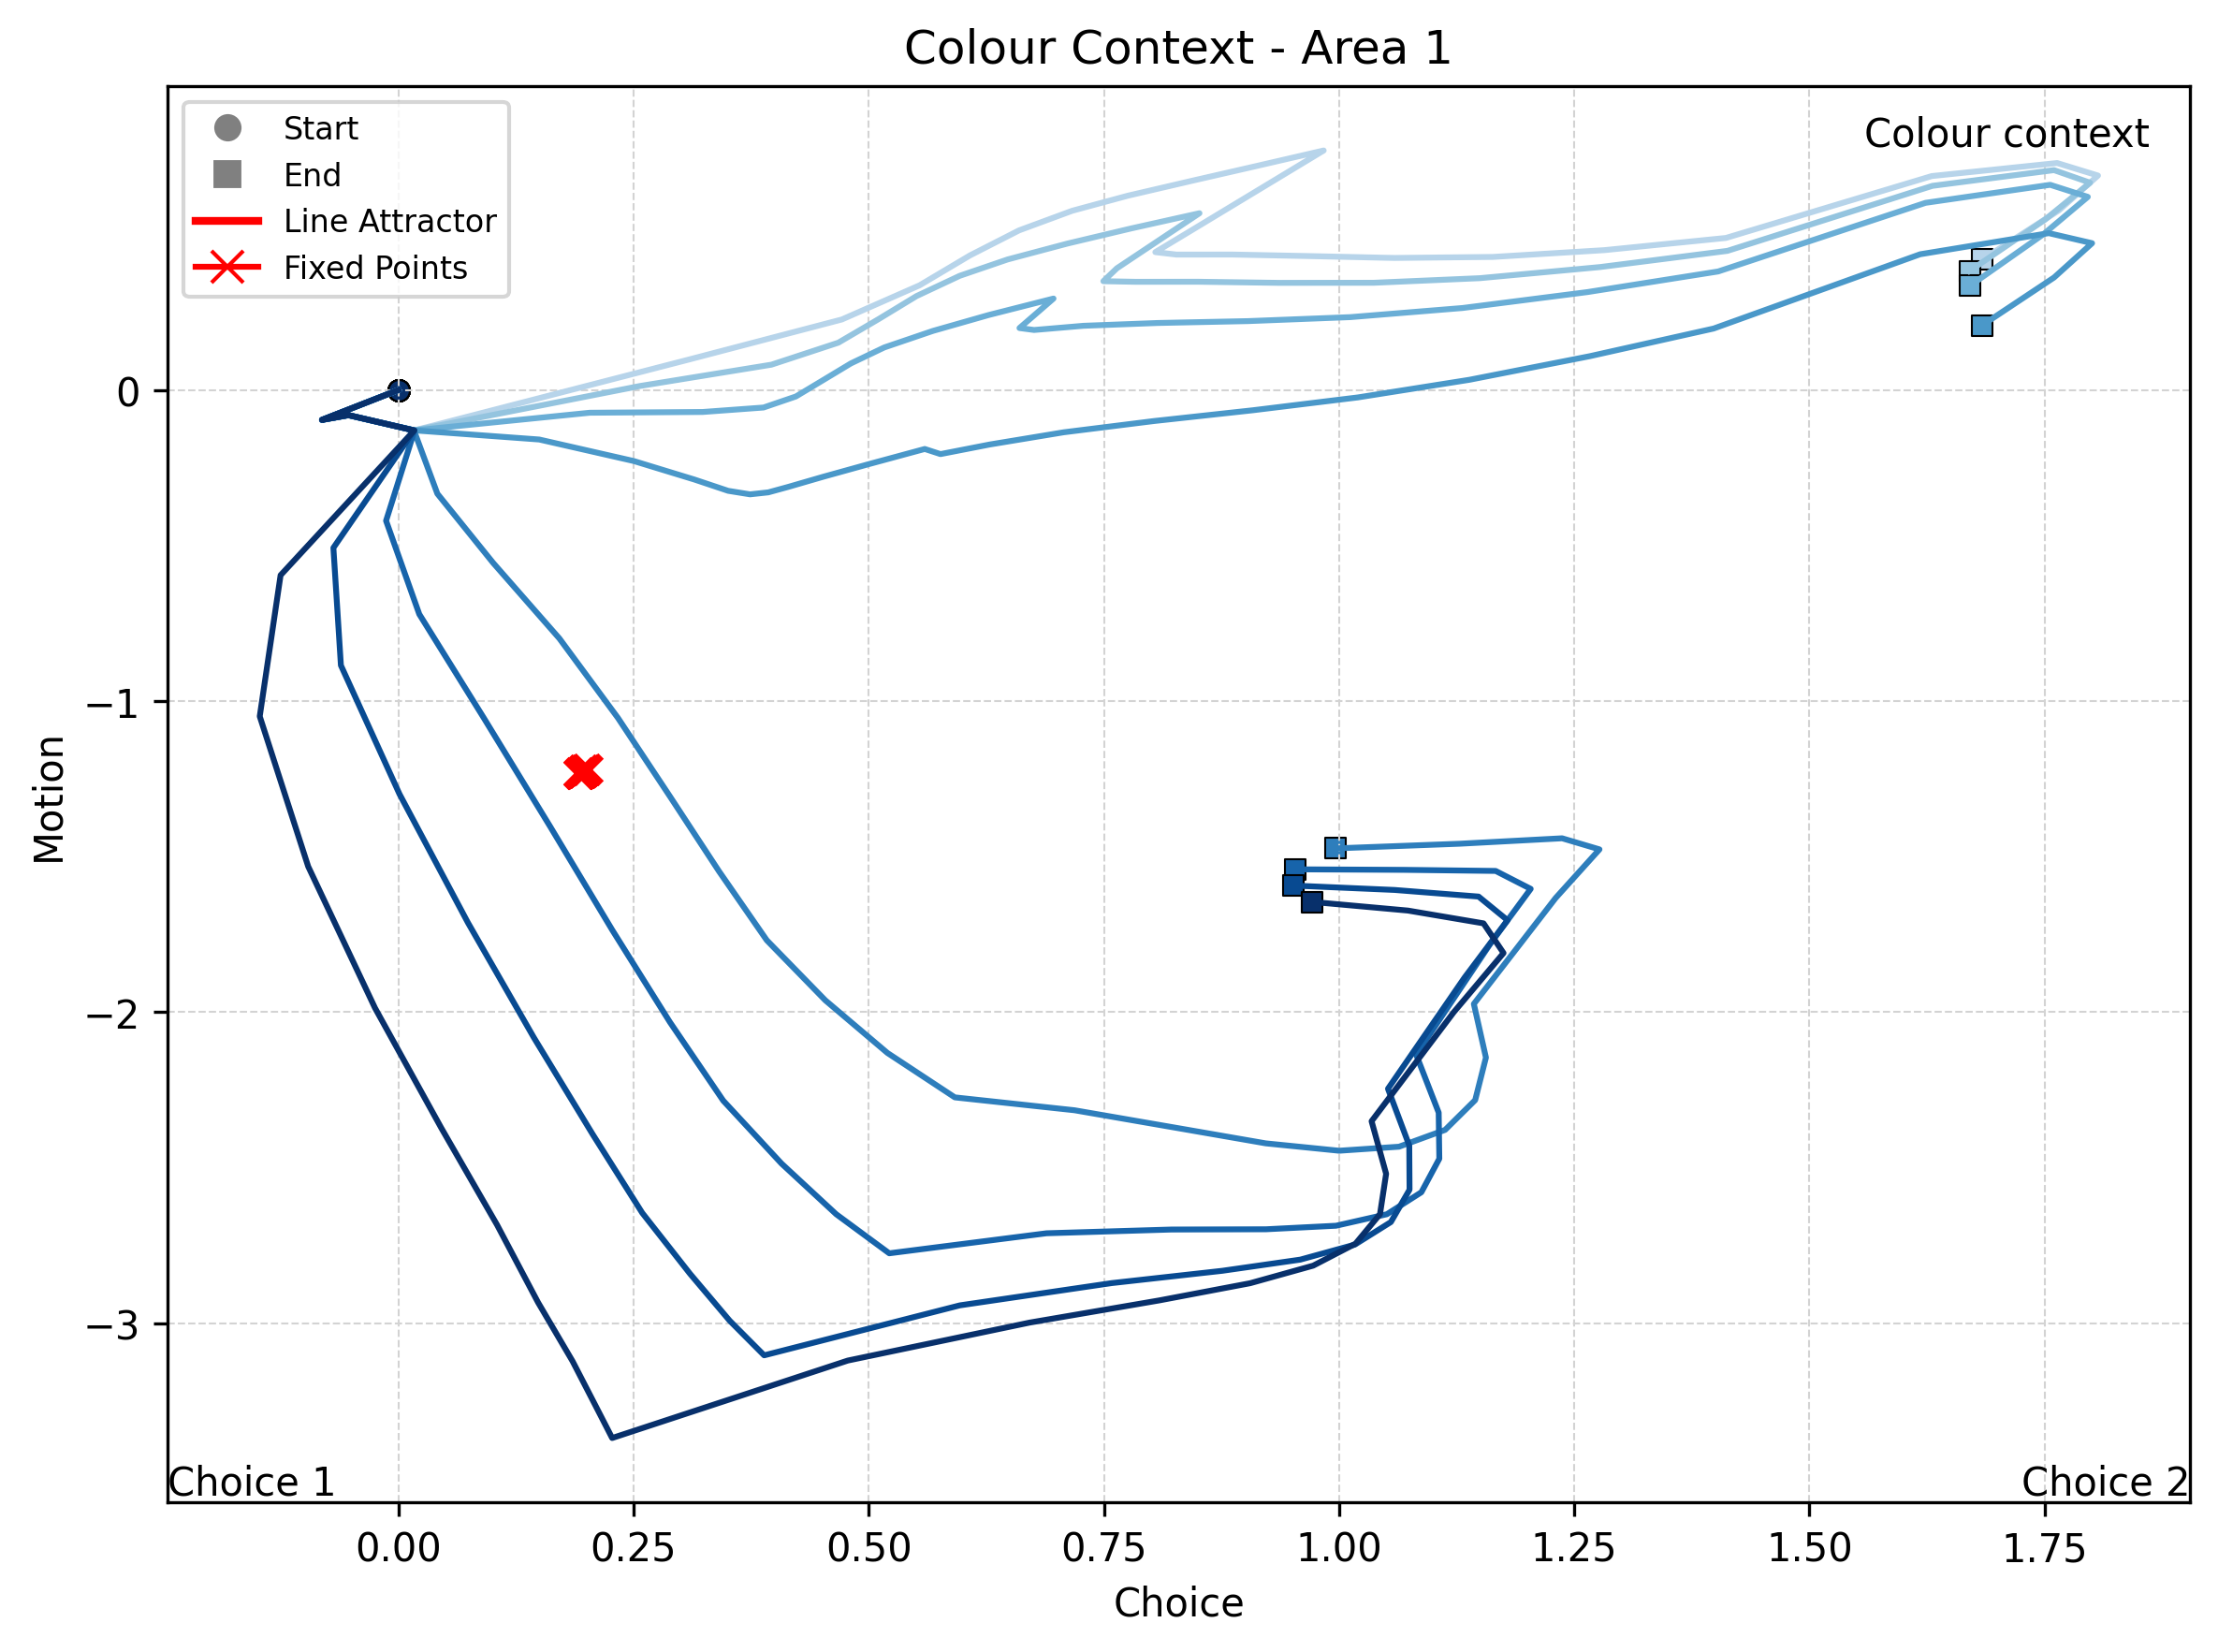 Colour Context - Area 1
Start
End
Line Attractor
Fixed Points
Colour context
0
−1
−2
−3
Motion
Choice 1
Choice 2
0.00 0.25 0.50 0.75 1.00 1.25 1.50 1.75
Choice